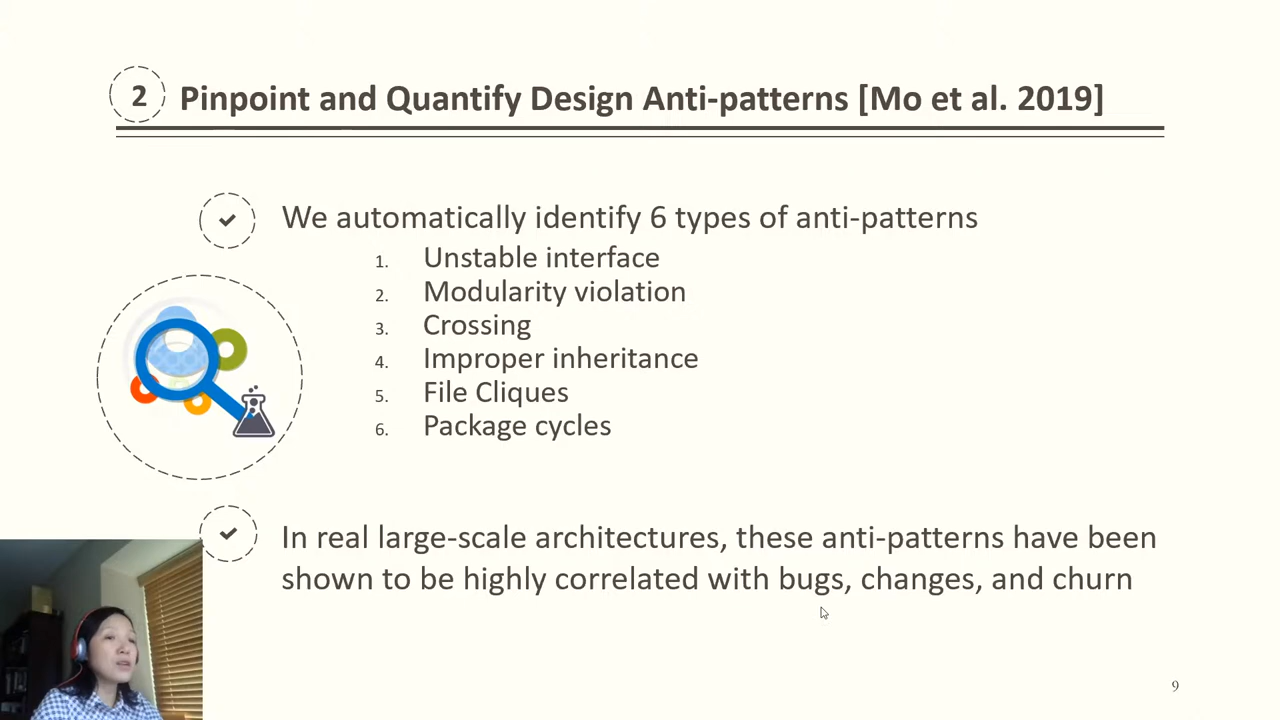 2 Pinpoint and Quantify Design Anti-patterns [Mo et al. 2019]
We automatically identify 6 types of anti-patterns
1. Unstable interface
2. Modularity violation
3. Crossing
4. Improper inheritance
5. File Cliques
6. Package cycles
In real large-scale architectures, these anti-patterns have been
shown to be highly correlated with bugs, changes, and churn
9